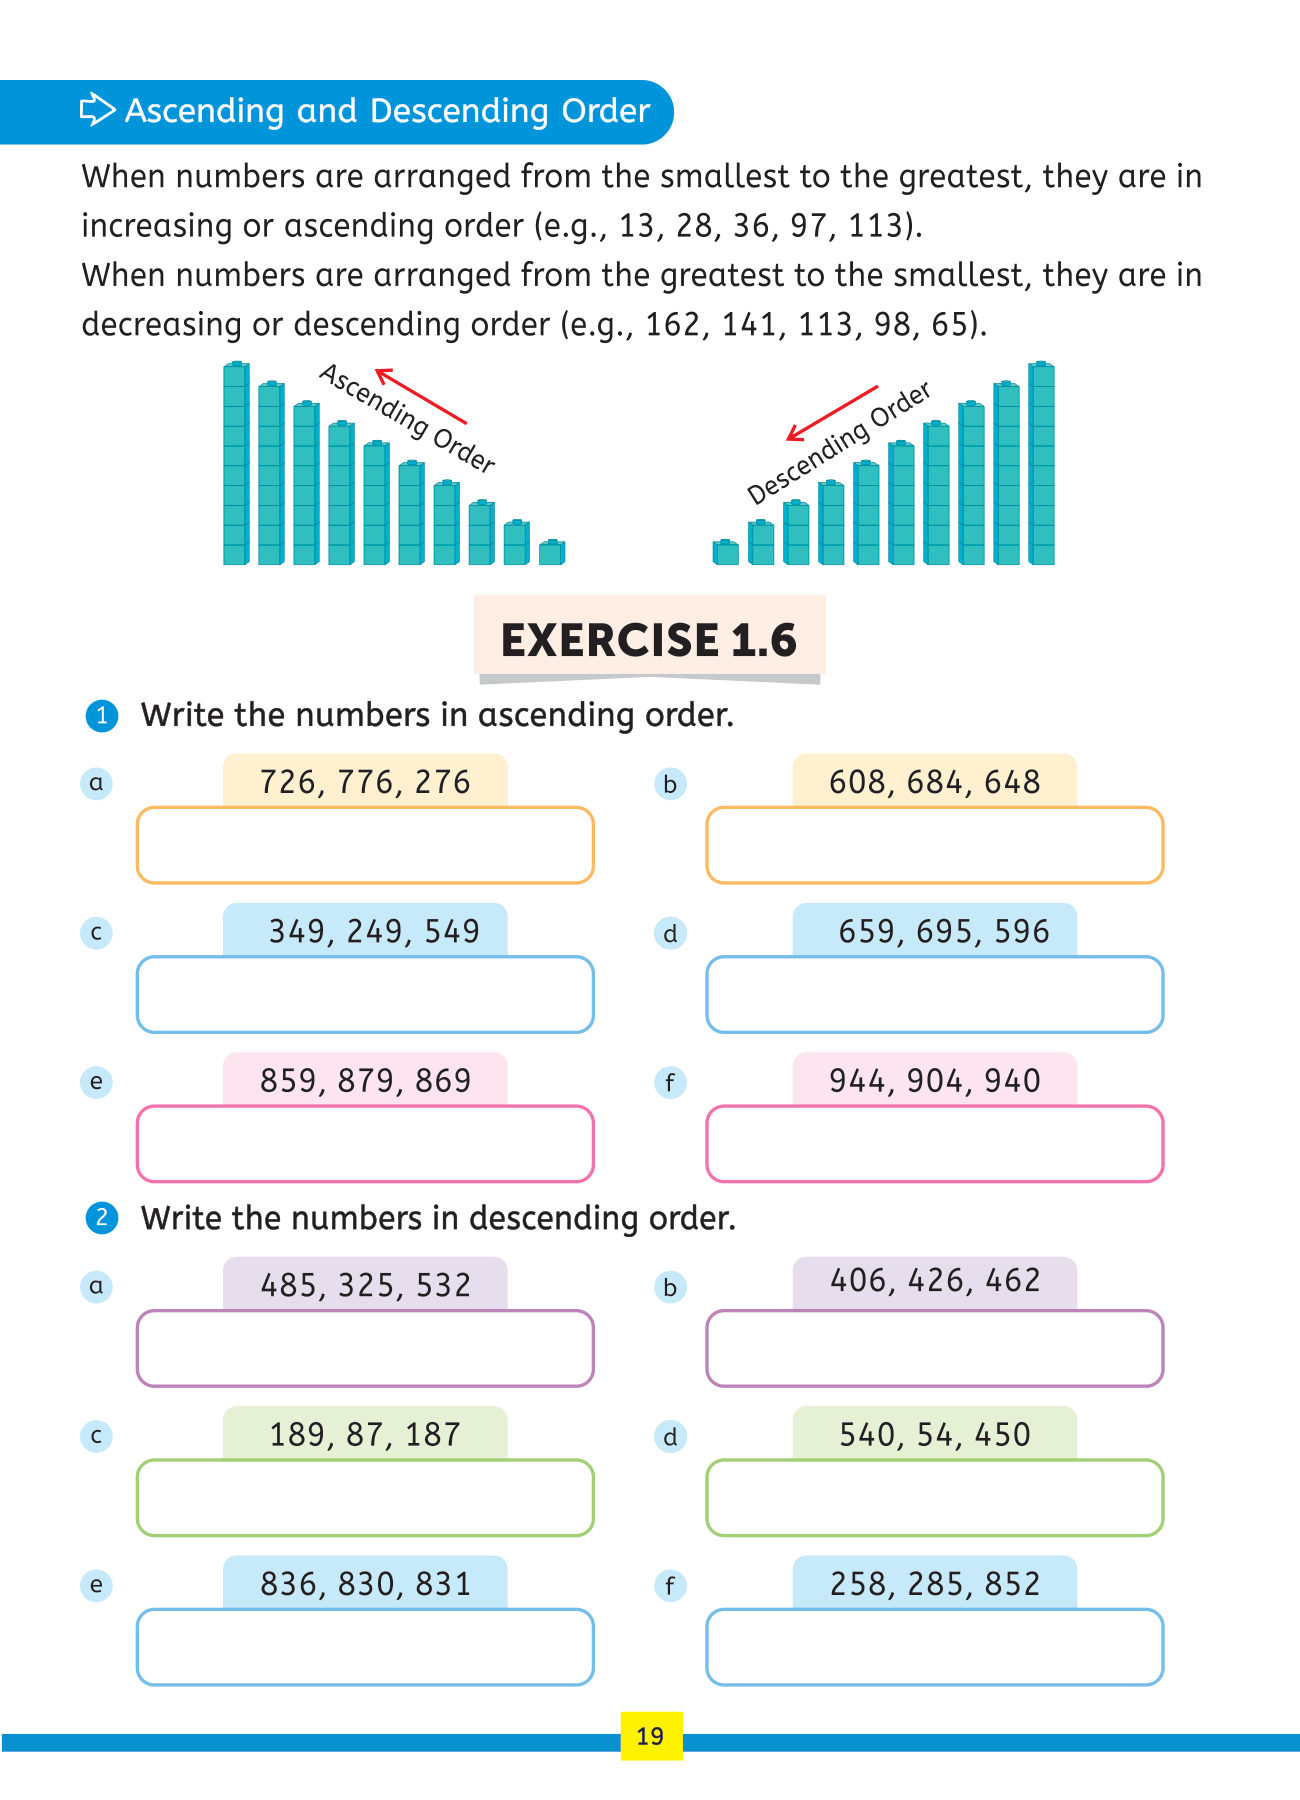 Ascending and Descending Order
When numbers are arranged from the smallest to the greatest, they are in
increasing or ascending order (e.g., 13, 28, 36, 97, 113).
When numbers are arranged from the greatest to the smallest, they are in
decreasing or descending order (e.g., 162, 141, 113, 98, 65).
Ascending Order
Descending Order
EXERCISE 1.6
1 Write the numbers in ascending order.
a 726, 776, 276
b 608, 684, 648
c 349, 249, 549
d 659, 695, 596
e 859, 879, 869
f 944, 904, 940
2 Write the numbers in descending order.
a 485, 325, 532
b 406, 426, 462
c 189, 87, 187
d 540, 54, 450
e 836, 830, 831
f 258, 285, 852
19